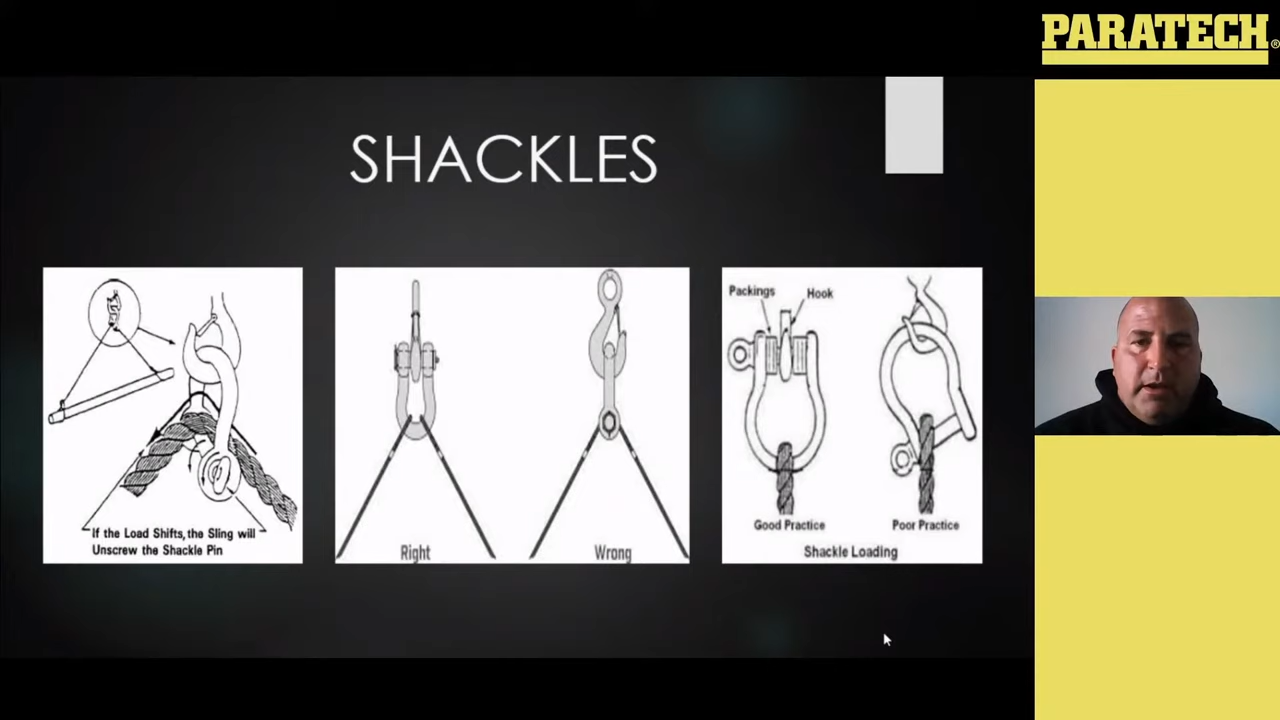 PARATECH®
SHACKLES
If the Load Shifts, the Sling will
Unscrew the Shackle Pin
Right
Wrong
Packings
Hook
Good Practice
Poor Practice
Shackle Loading